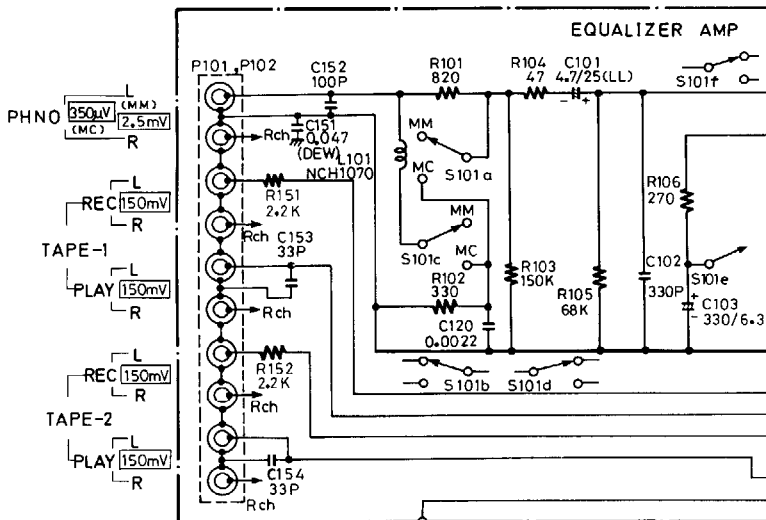 EQUALIZER AMP
P101 , P102
C152
100P
R101
820
R104
47
C101
4.7/25(LL)
- +
S101f
PHNO
L
350μV
(MM)
(MC)
2.5mV
R
Rch
C151
0.047
(DEW)
L101
NCH1070
MM
MC
S101a
R106
270
L
REC 150mV
R
R151
2.2K
Rch
TAPE-1
C153
33P
MM
S101c
MC
L
PLAY 150mV
R
Rch
R102
330
R103
150K
R105
68K
C102
330P
S101e
+
-
C103
330/6.3
C120
0.0022
L
REC 150mV
R
R152
2.2K
Rch
S101b
S101d
TAPE-2
L
PLAY 150mV
R
C154
33P
Rch